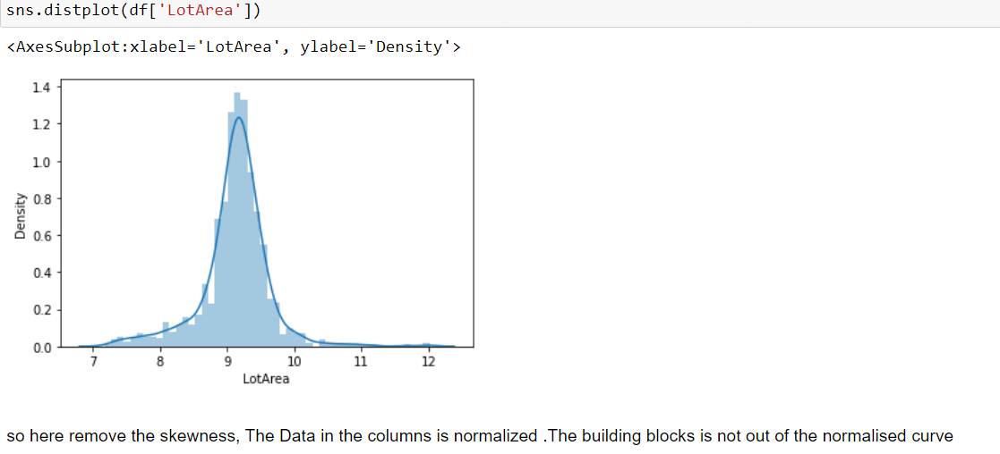 sns.distplot(df['LotArea'])
<AxesSubplot:xlabel='LotArea', ylabel='Density'>
1.4
1.2
1.0
0.8
0.6
0.4
0.2
0.0
Density
7 8 9 10 11 12
LotArea
so here remove the skewness, The Data in the columns is normalized .The building blocks is not out of the normalised curve